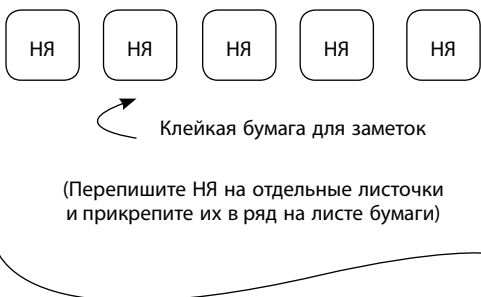 НЯ НЯ НЯ НЯ НЯ
Клейкая бумага для заметок
(Перепишите НЯ на отдельные листочки
и прикрепите их в ряд на листе бумаги)